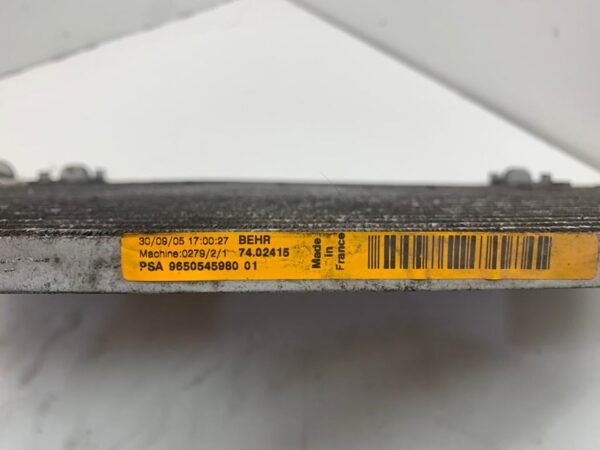 30/09/05 17:00:27 BEHR
Machine:0279/2/1 74.02415
PSA 9650545980 01
Made
in
France